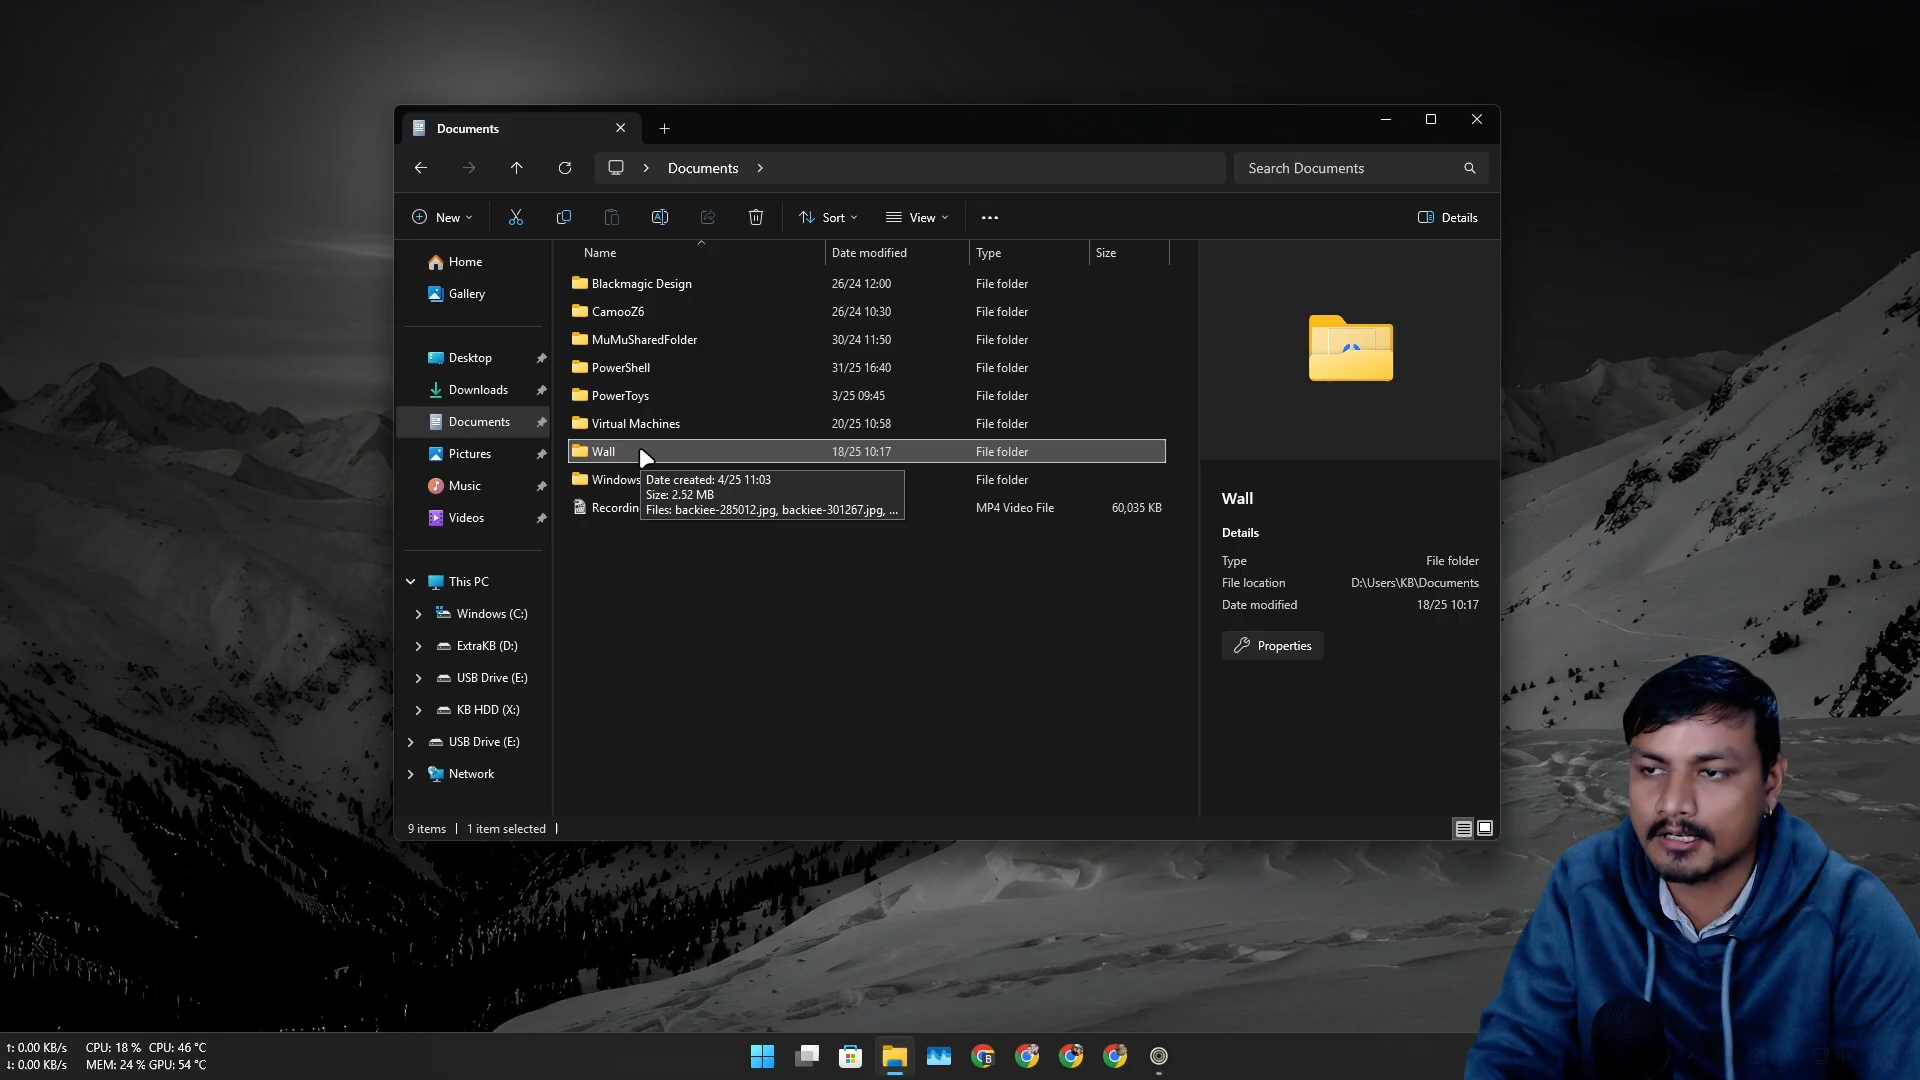 Documents
Documents
Search Documents
New
Sort
View
Details
Name
Date modified
Type
Size
Home
Gallery
Desktop
Downloads
Documents
Pictures
Music
Videos
This PC
Windows (C:)
ExtraKB (D:)
USB Drive (E:)
KB HDD (X:)
USB Drive (E:)
Network
Blackmagic Design 26/24 12:00 File folder
CamooZ6 26/24 10:30 File folder
MuMuSharedFolder 30/24 11:50 File folder
PowerShell 31/25 16:40 File folder
PowerToys 3/25 09:45 File folder
Virtual Machines 20/25 10:58 File folder
Wall 18/25 10:17 File folder
Windows File folder
Recordin MP4 Video File 60,035 KB
Date created: 4/25 11:03
Size: 2.52 MB
Files: backiee-285012.jpg, backiee-301267.jpg, ...
Wall
Details
Type File folder
File location D:\Users\KB\Documents
Date modified 18/25 10:17
Properties
9 items 1 item selected
↑: 0.00 KB/s CPU: 18 % CPU: 46 °C
↓: 0.00 KB/s MEM: 24 % GPU: 54 °C
B